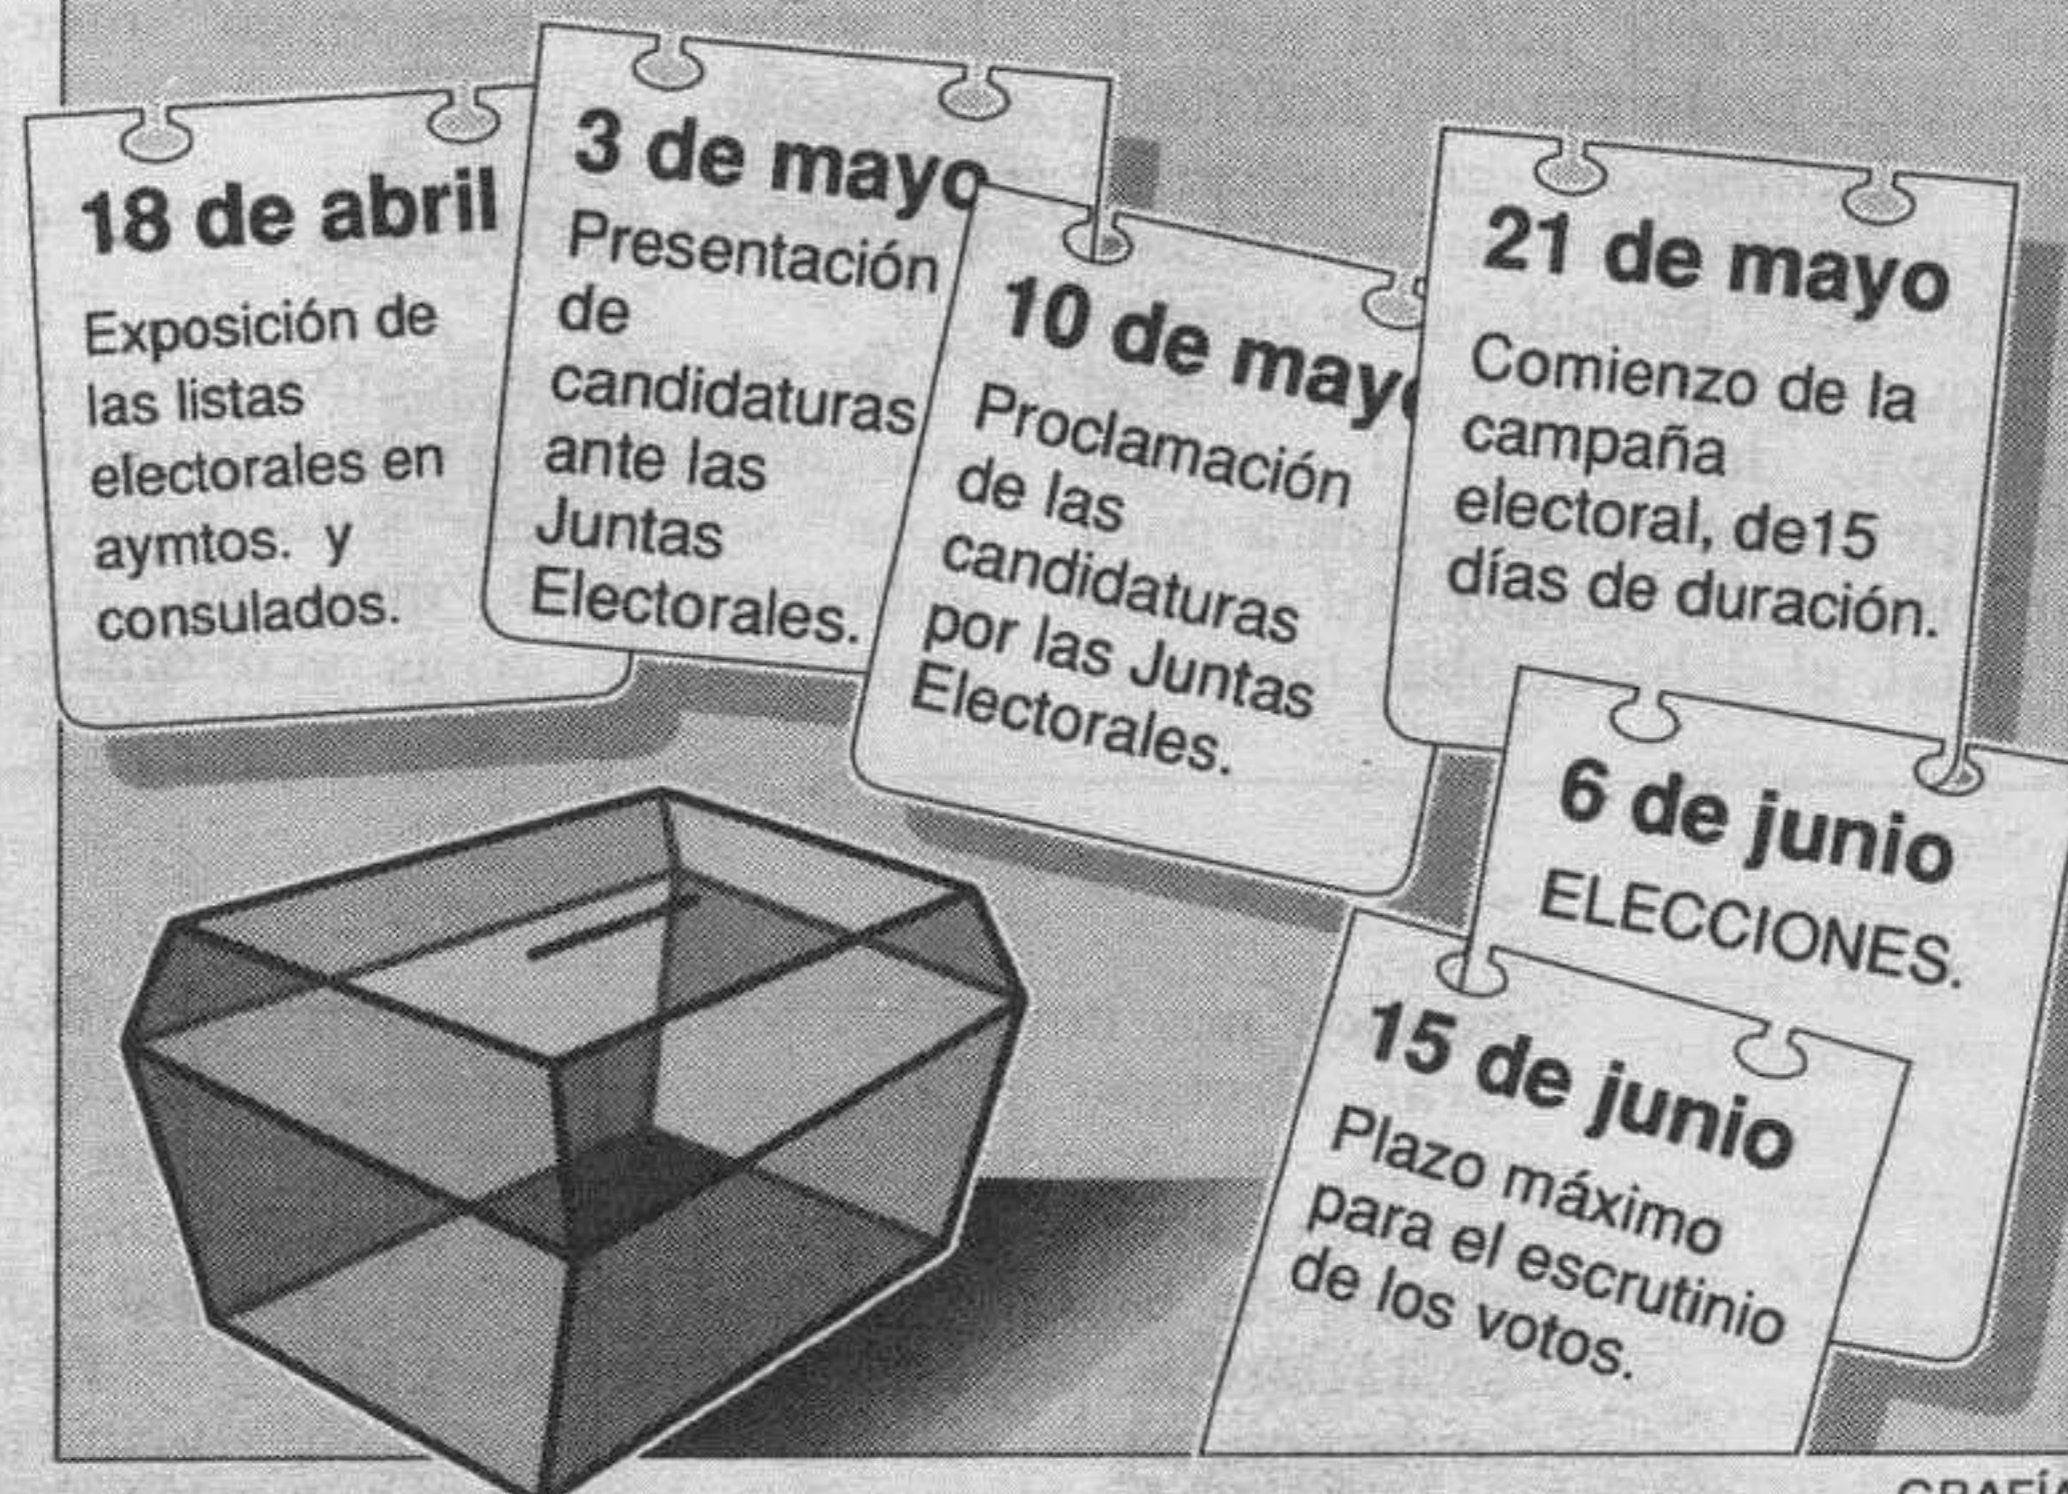 18 de abril
Exposición de
las listas
electorales en
aymtos. y
consulados.
3 de mayo
Presentación
de
candidaturas
ante las
Juntas
Electorales.
10 de mayo
Proclamación
de las
candidaturas
por las Juntas
Electorales.
21 de mayo
Comienzo de la
campaña
electoral, de15
días de duración.
6 de junio
ELECCIONES.
15 de junio
Plazo máximo
para el escrutinio
de los votos.